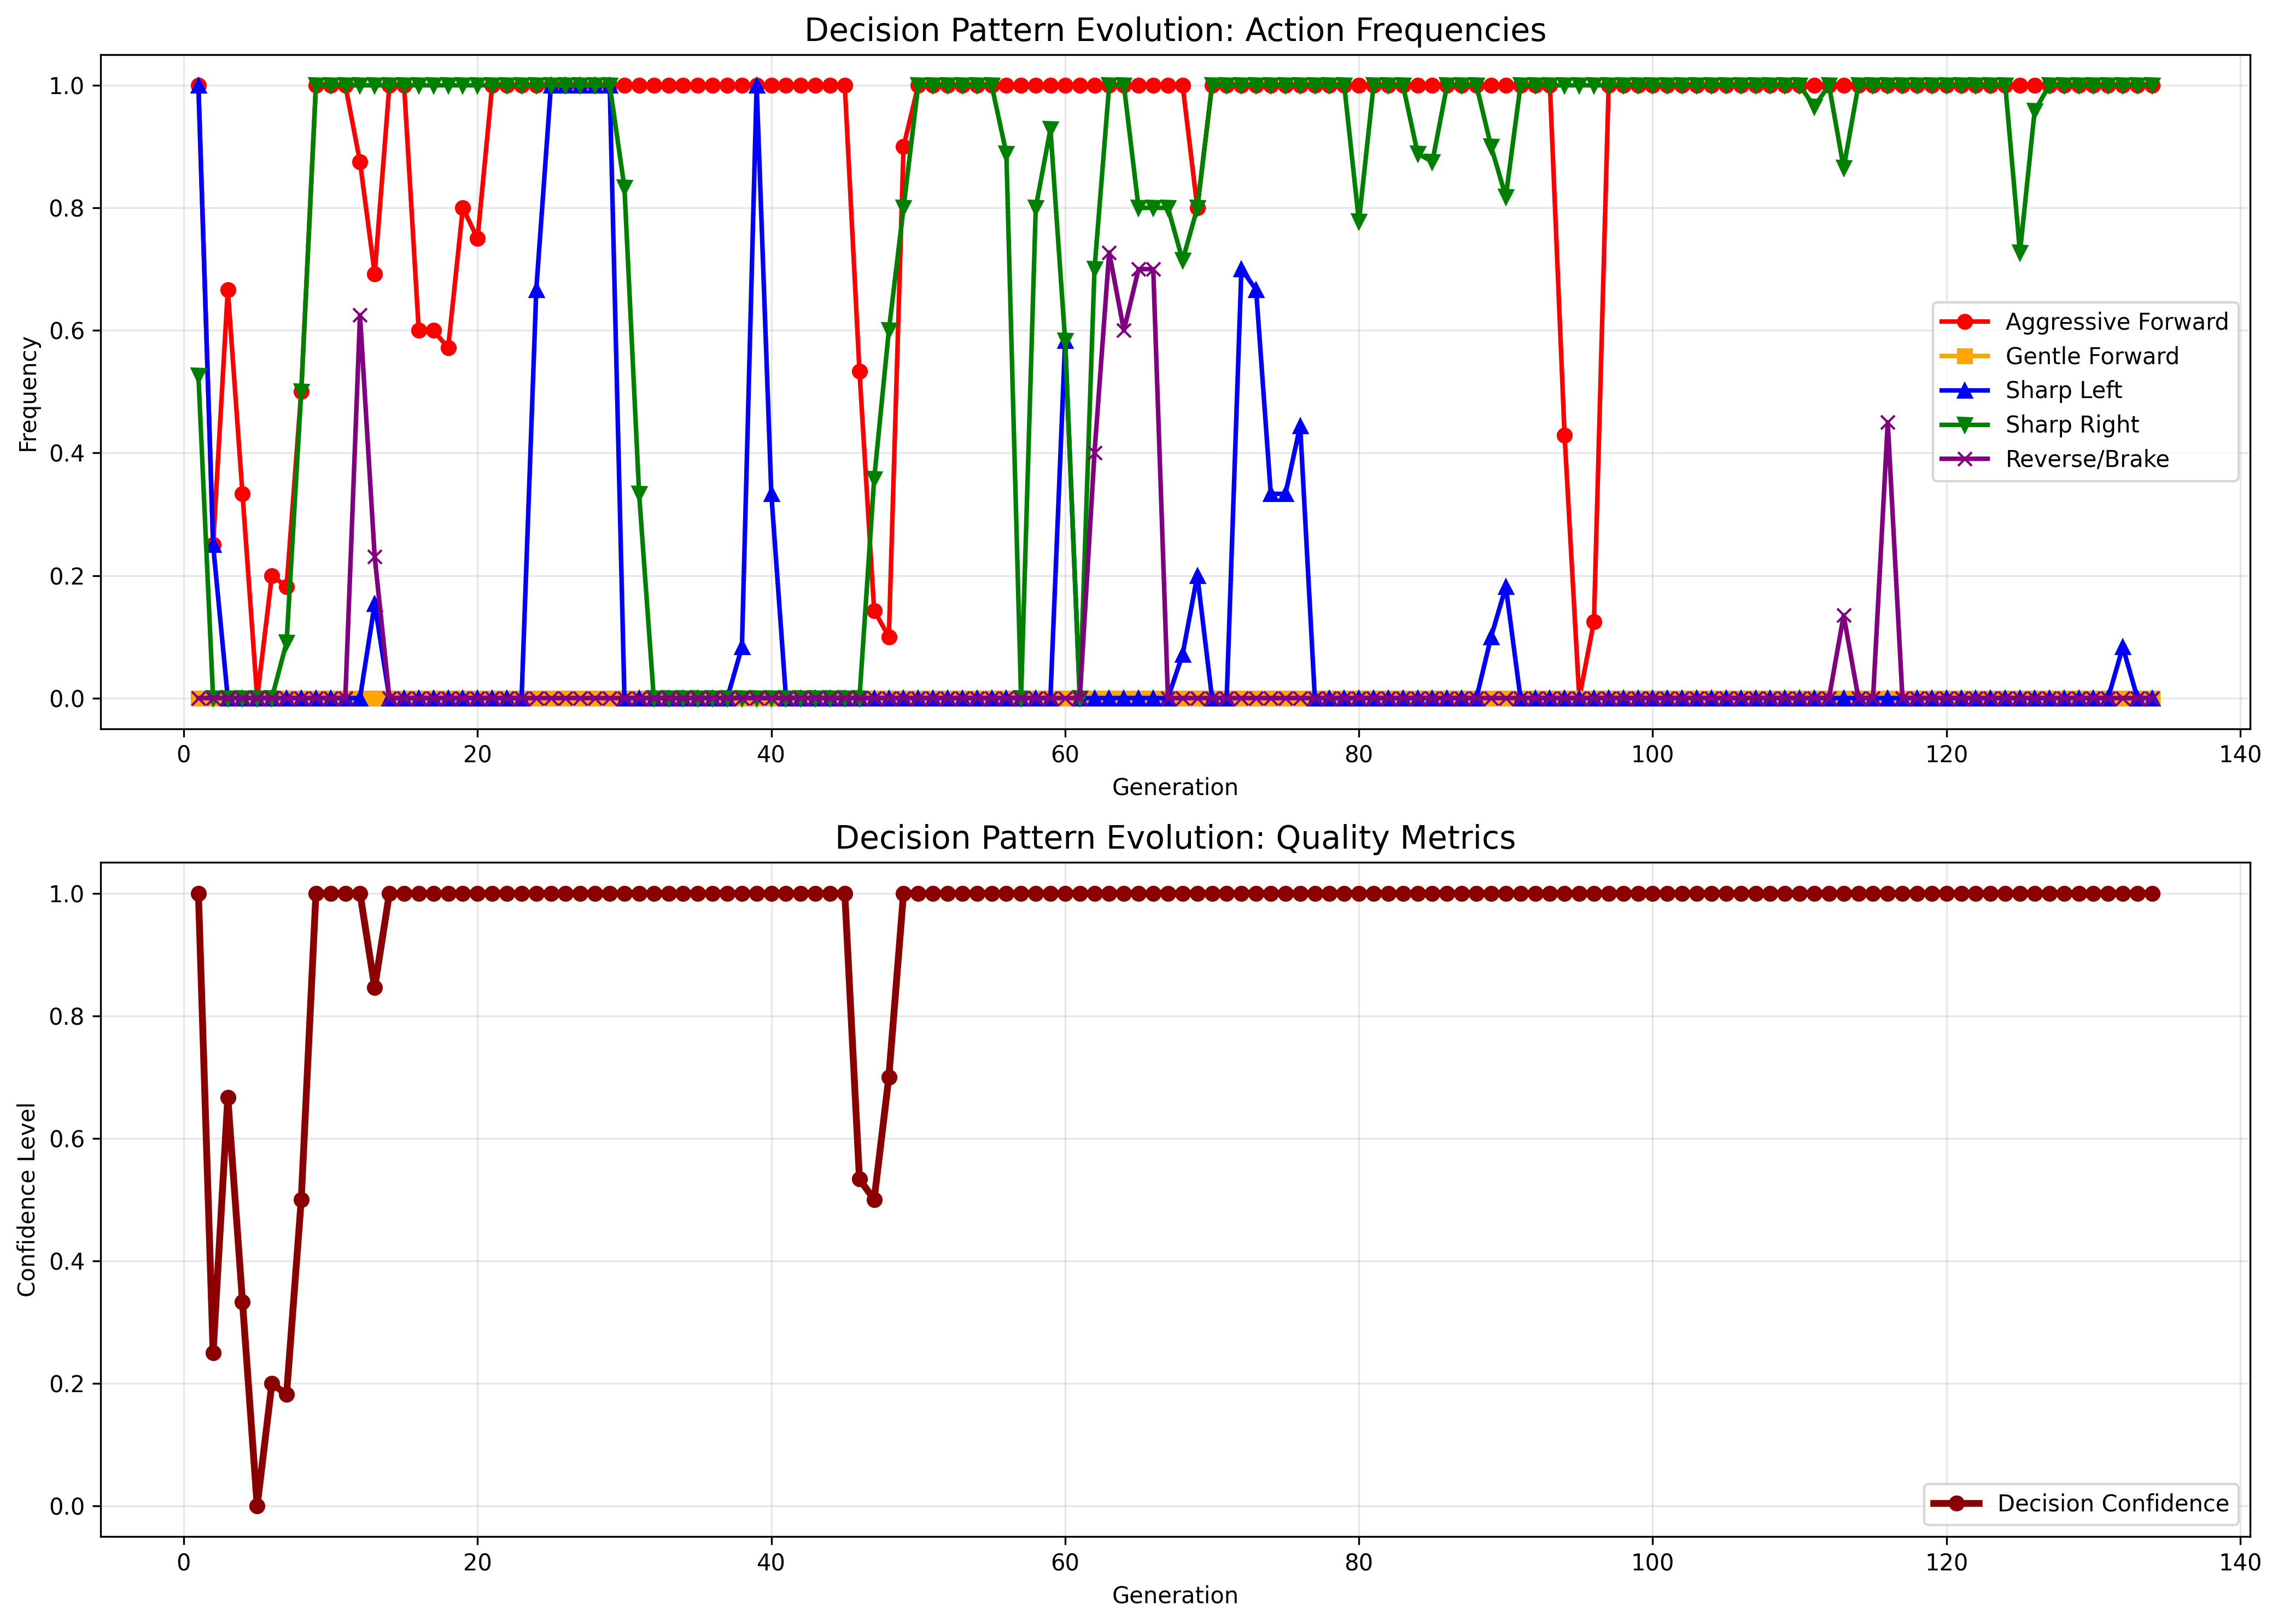 Decision Pattern Evolution: Action Frequencies
1.0
0.8
0.6
0.4
0.2
0.0
Frequency
Aggressive Forward
Gentle Forward
Sharp Left
Sharp Right
Reverse/Brake
0 20 40 60 80 100 120 140
Generation
Decision Pattern Evolution: Quality Metrics
1.0
0.8
0.6
0.4
0.2
0.0
Confidence Level
Decision Confidence
0 20 40 60 80 100 120 140
Generation